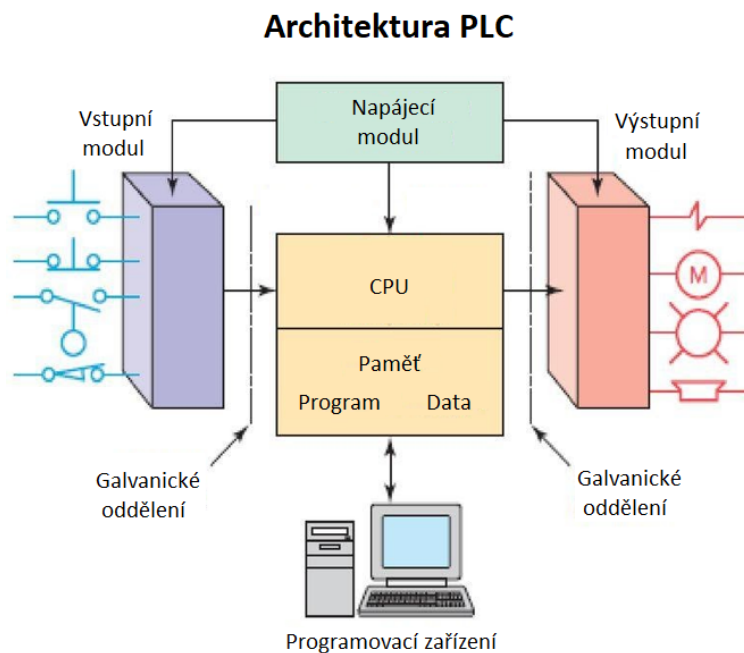 Architektura PLC
Napájecí
modul
Vstupní
modul
Výstupní
modul
CPU
M
Paměť
Program Data
Galvanické
oddělení
Galvanické
oddělení
Programovací zařízení